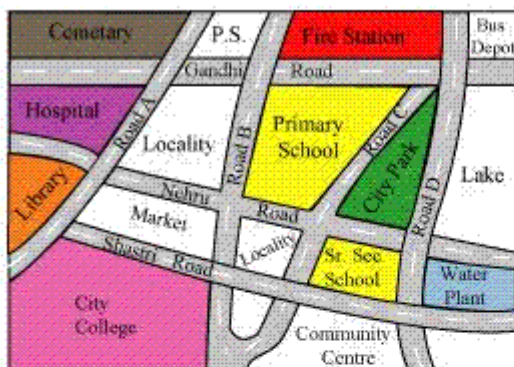 Cemetary
P.S.
Fire Station
Bus
Depot
Gandhi Road
Hospital
Road A
Locality
Road B
Primary
School
Road C
City Park
Road D
Lake
Library
Nehru Road
Market
Locality
Shastri Road
Sr. Sec.
School
Water
Plant
City
College
Community
Centre